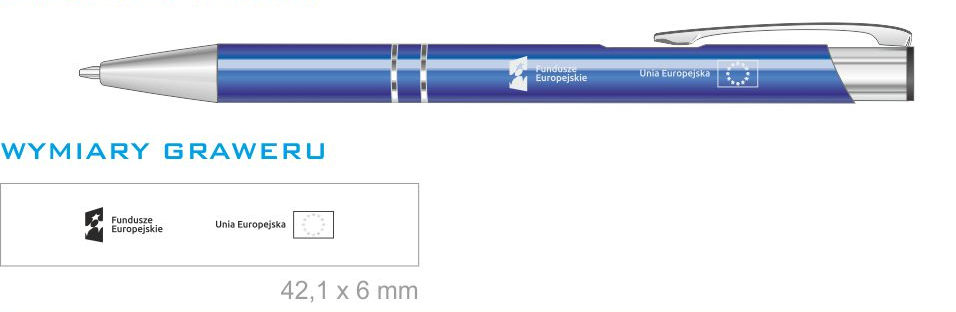 Fundusze
Europejskie
Unia Europejska
WYMIARY GRAWERU
Fundusze
Europejskie
Unia Europejska
42,1 x 6 mm